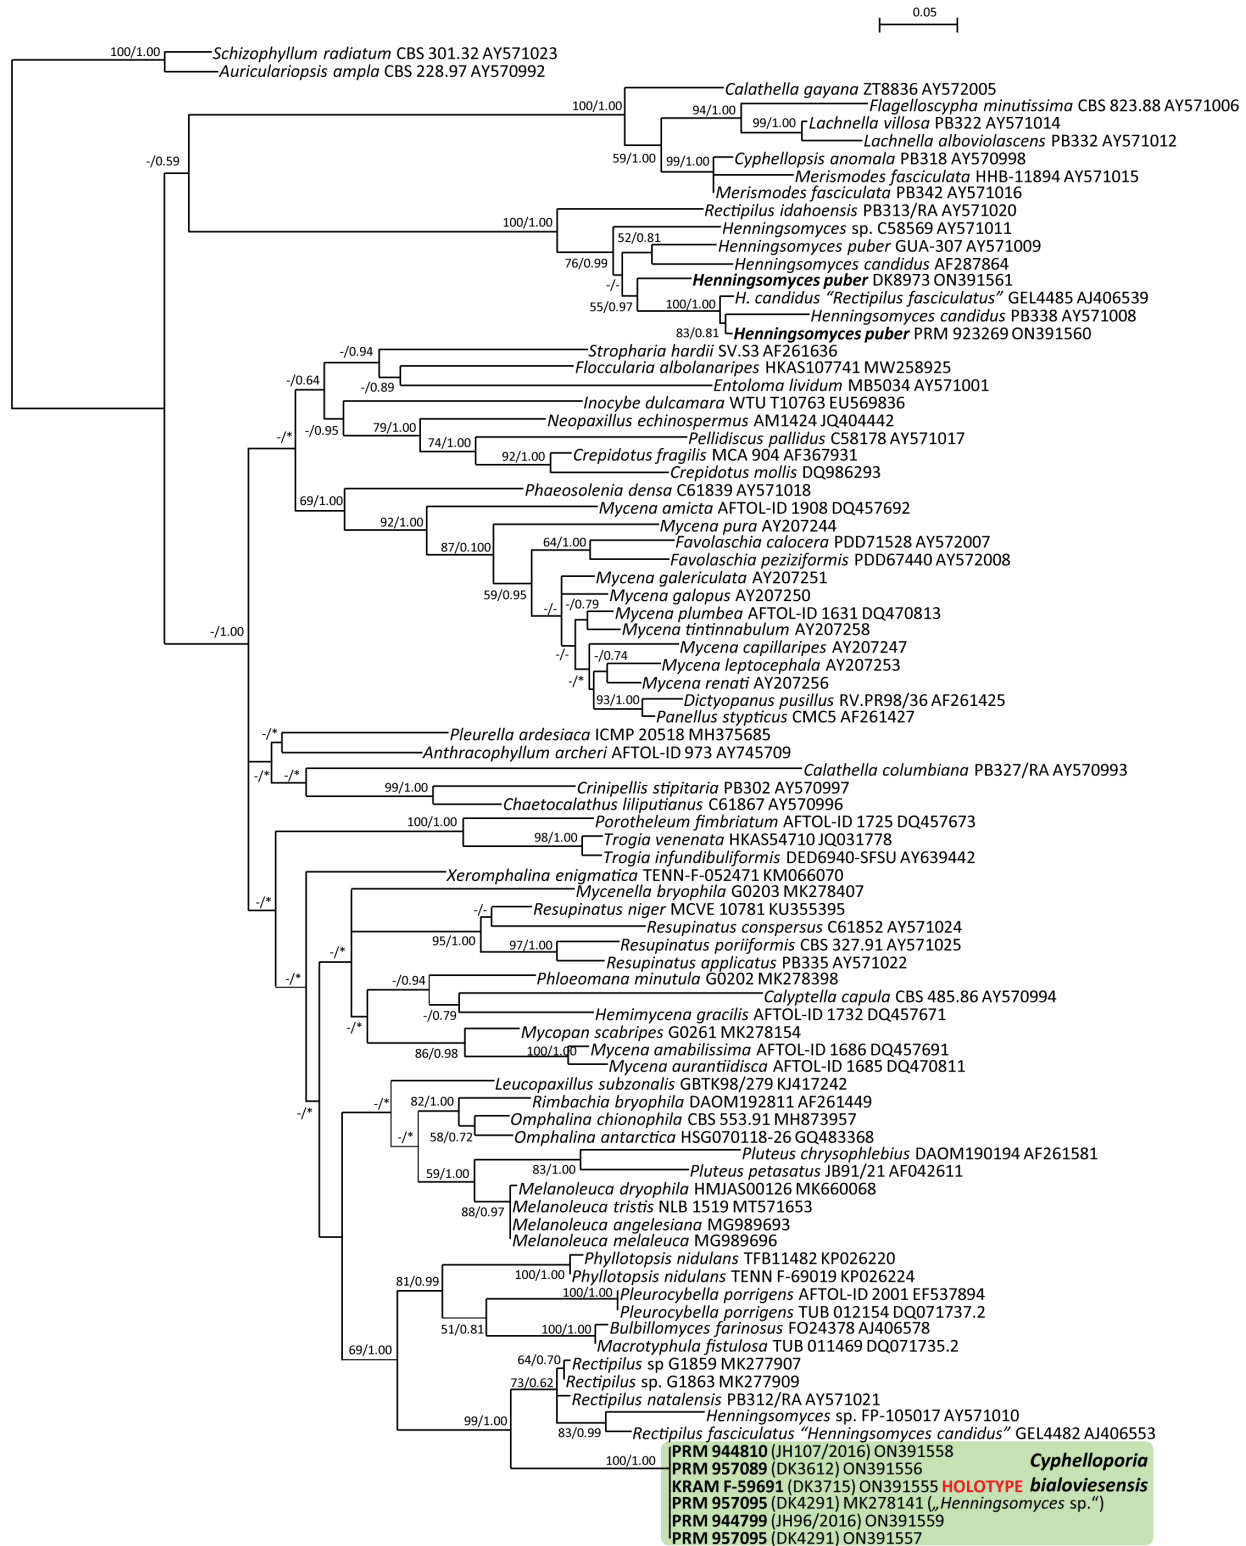 0.05
100/1.00
Schizophyllum radiatum CBS 301.32 AY571023
Auriculariopsis ampla CBS 228.97 AY570992
Calathella gayana ZT8836 AY572005
100/1.00
94/1.00
Flagelloscypha minutissima CBS 823.88 AY571006
99/1.00
Lachnella villosa PB322 AY571014
Lachnella alboviolascens PB332 AY571012
-/0.59
59/1.00
99/1.00
Cyphellopsis anomala PB318 AY570998
Merismodes fasciculata HHB-11894 AY571015
Merismodes fasciculata PB342 AY571016
Rectipilus idahoensis PB313/RA AY571020
100/1.00
Henningsomyces sp. C58569 AY571011
52/0.81
Henningsomyces puber GUA-307 AY571009
76/0.99
Henningsomyces candidus AF287864
-/-
Henningsomyces puber DK8973 ON391561
55/0.97
100/1.00
H. candidus “Rectipilus fasciculatus” GEL4485 AJ406539
Henningsomyces candidus PB338 AY571008
83/0.81
Henningsomyces puber PRM 923269 ON391560
-/0.94
Stropharia hardii SV.S3 AF261636
Floccularia albolanaripes HKAS107741 MW258925
-/0.64
-/0.89
Entoloma lividum MB5034 AY571001
Inocybe dulcamara WTU T10763 EU569836
-/0.95
79/1.00
Neopaxillus echinospermus AM1424 JQ404442
-/*
74/1.00
Pellidiscus pallidus C58178 AY571017
92/1.00
Crepidotus fragilis MCA 904 AF367931
Crepidotus mollis DQ986293
69/1.00
Phaeosolenia densa C61839 AY571018
92/1.00
Mycena amicta AFTOL-ID 1908 DQ457692
Mycena pura AY207244
87/0.100
64/1.00
Favolaschia calocera PDD71528 AY572007
Favolaschia peziziformis PDD67440 AY572008
Mycena galericulata AY207251
59/0.95
Mycena galopus AY207250
-/-
-/0.79
Mycena plumbea AFTOL-ID 1631 DQ470813
Mycena tintinnabulum AY207258
-/1.00
Mycena capillaripes AY207247
-/-
-/0.74
Mycena leptocephala AY207253
-/*
Mycena renati AY207256
93/1.00
Dictyopanus pusillus RV.PR98/36 AF261425
Panellus stypticus CMC5 AF261427
-/*
Pleurella ardesiaca ICMP 20518 MH375685
Anthracophyllum archeri AFTOL-ID 973 AY745709
-/*
-/*
Calathella columbiana PB327/RA AY570993
99/1.00
Crinipellis stipitaria PB302 AY570997
Chaetocalathus liliputianus C61867 AY570996
100/1.00
Porotheleum fimbriatum AFTOL-ID 1725 DQ457673
98/1.00
Trogia venenata HKAS54710 JQ031778
Trogia infundibuliformis DED6940-SFSU AY639442
Xeromphalina enigmatica TENN-F-052471 KM066070
-/*
Mycenella bryophila G0203 MK278407
-/-
Resupinatus niger MCVE 10781 KU355395
Resupinatus conspersus C61852 AY571024
95/1.00
97/1.00
Resupinatus poriiformis CBS 327.91 AY571025
-/*
Resupinatus applicatus PB335 AY571022
-/*
-/0.94
Phloeomana minutula G0202 MK278398
Calyptella capula CBS 485.86 AY570994
-/0.79
Hemimycena gracilis AFTOL-ID 1732 DQ457671
-/*
Mycopan scabripes G0261 MK278154
86/0.98
100/1.00
Mycena amabilissima AFTOL-ID 1686 DQ457691
Mycena aurantiidisca AFTOL-ID 1685 DQ470811
Leucopaxillus subzonalis GBTK98/279 KJ417242
-/*
-/*
82/1.00
Rimbachia bryophila DAOM192811 AF261449
Omphalina chionophila CBS 553.91 MH873957
-/*
58/0.72
Omphalina antarctica HSG070118-26 GQ483368
Pluteus chrysophlebius DAOM190194 AF261581
59/1.00
83/1.00
Pluteus petasatus JB91/21 AF042611
Melanoleuca dryophila HMJAS00126 MK660068
88/0.97
Melanoleuca tristis NLB 1519 MT571653
Melanoleuca angelesiana MG989693
Melanoleuca melaleuca MG989696
Phyllotopsis nidulans TFB11482 KP026220
81/0.99
100/1.00
Phyllotopsis nidulans TENN F-69019 KP026224
100/1.00
Pleurocybella porrigens AFTOL-ID 2001 EF537894
Pleurocybella porrigens TUB 012154 DQ071737.2
51/0.81
100/1.00
Bulbillomyces farinosus FO24378 AJ406578
Macrotyphula fistulosa TUB 011469 DQ071735.2
69/1.00
64/0.70
Rectipilus sp G1859 MK277907
73/0.62
Rectipilus sp. G1863 MK277909
Rectipilus natalensis PB312/RA AY571021
Henningsomyces sp. FP-105017 AY571010
99/1.00
83/0.99
Rectipilus fasciculatus “Henningsomyces candidus” GEL4482 AJ406553
PRM 944810 (JH107/2016) ON391558
Cyphelloporia
100/1.00
PRM 957089 (DK3612) ON391556
KRAM F-59691 (DK3715) ON391555 HOLOTYPE bialoviesensis
PRM 957095 (DK4291) MK278141 („Henningsomyces sp.“)
PRM 944799 (JH96/2016) ON391559
PRM 957095 (DK4291) ON391557